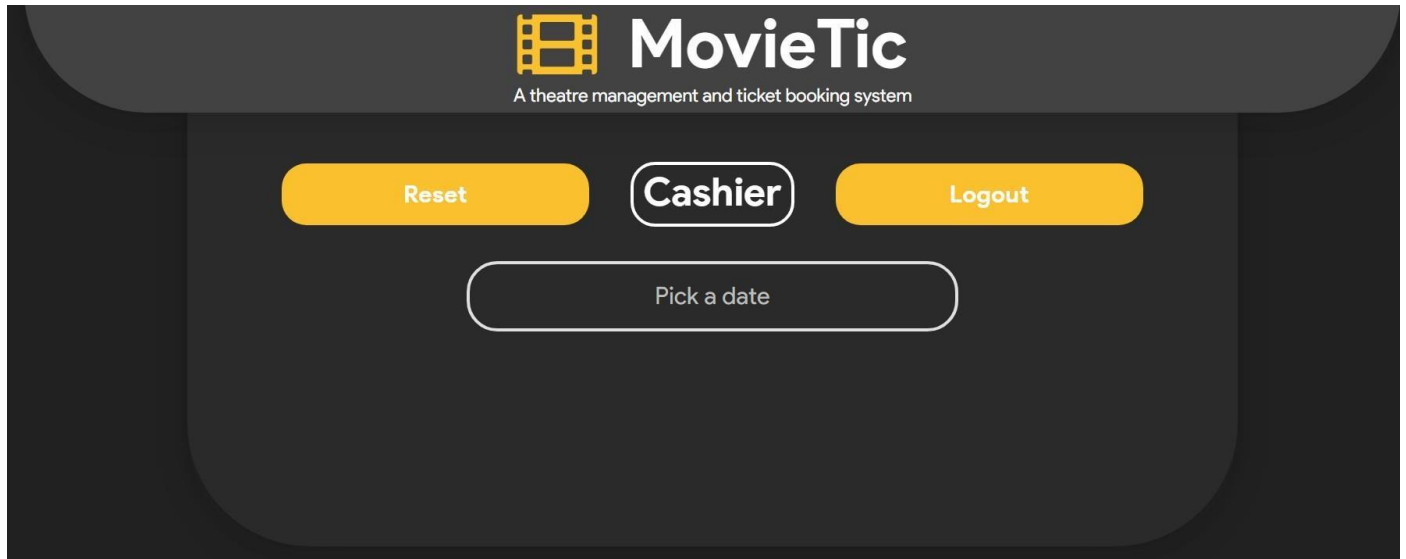 MovieTic
A theatre management and ticket booking system
Reset
Cashier
Logout
Pick a date